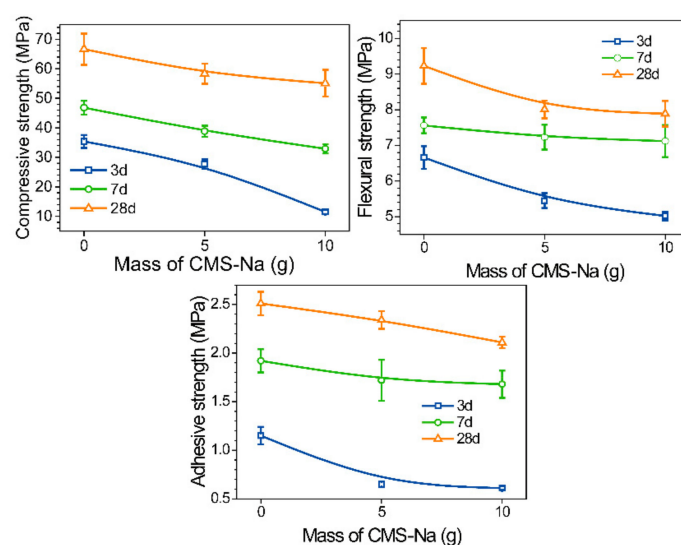 Compressive strength (MPa)
70
60
50
40
30
20
10
3d
7d
28d
0
5
10
Mass of CMS-Na (g)
Flexural strength (MPa)
10
9
8
7
6
5
3d
7d
28d
0
5
10
Mass of CMS-Na (g)
Adhesive strength (MPa)
2.5
2.0
1.5
1.0
0.5
3d
7d
28d
0
5
10
Mass of CMS-Na (g)